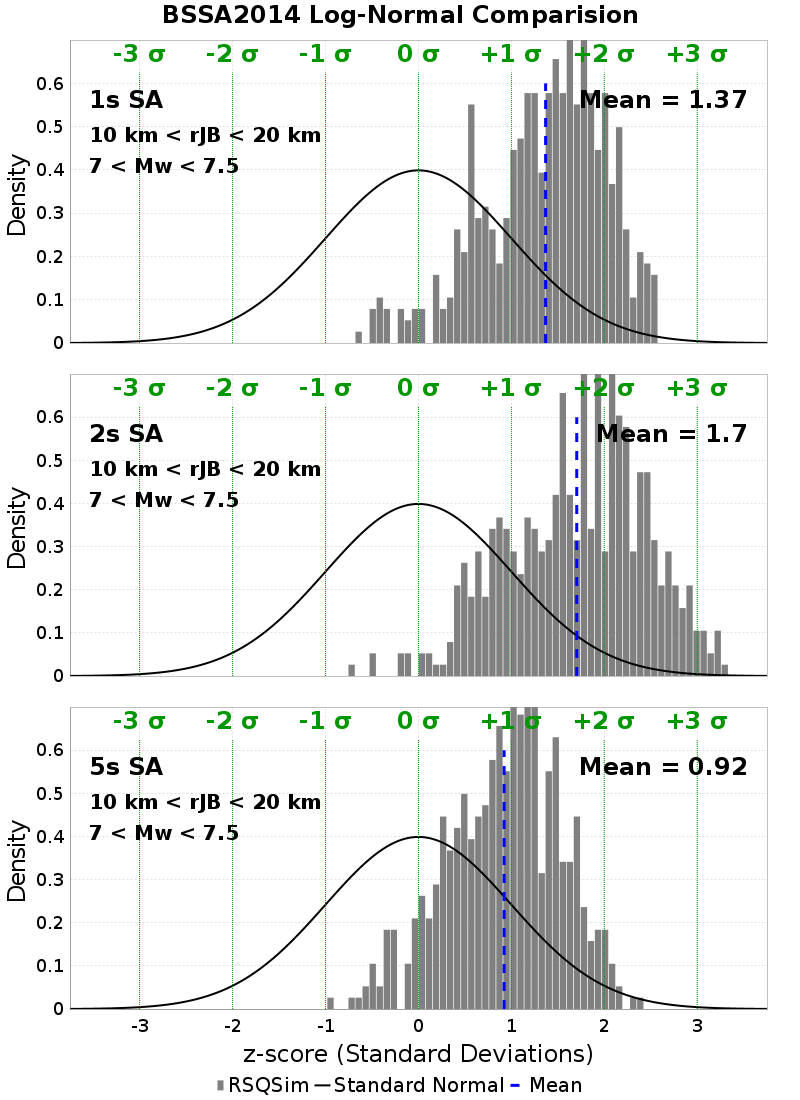 BSSA2014 Log-Normal Comparision
-3 σ -2 σ -1 σ 0 σ +1 σ +2 σ +3 σ
1s SA Mean = 1.37
10 km < rJB < 20 km
7 < Mw < 7.5
Density
0.6
0.5
0.4
0.3
0.2
0.1
0
-3 σ -2 σ -1 σ 0 σ +1 σ +2 σ +3 σ
2s SA Mean = 1.7
10 km < rJB < 20 km
7 < Mw < 7.5
Density
0.6
0.5
0.4
0.3
0.2
0.1
0
-3 σ -2 σ -1 σ 0 σ +1 σ +2 σ +3 σ
5s SA Mean = 0.92
10 km < rJB < 20 km
7 < Mw < 7.5
Density
0.6
0.5
0.4
0.3
0.2
0.1
0
-3 -2 -1 0 1 2 3
z-score (Standard Deviations)
RSQSim Standard Normal Mean